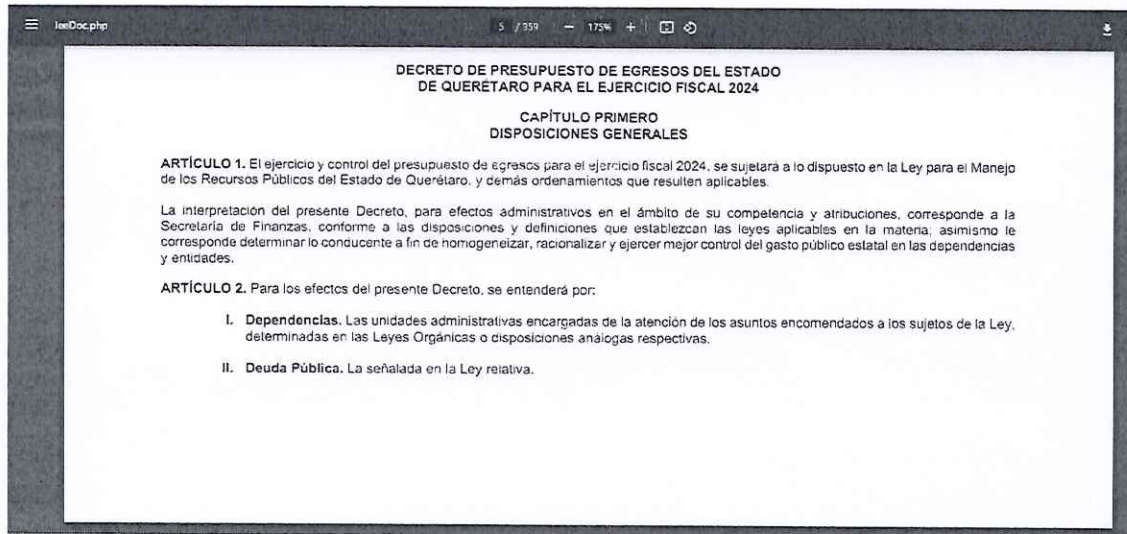 leeDoc.php
5 / 359 — 175% +
DECRETO DE PRESUPUESTO DE EGRESOS DEL ESTADO
DE QUERÉTARO PARA EL EJERCICIO FISCAL 2024
CAPÍTULO PRIMERO
DISPOSICIONES GENERALES
ARTÍCULO 1. El ejercicio y control del presupuesto de egresos para el ejercicio fiscal 2024, se sujetará a lo dispuesto en la Ley para el Manejo
de los Recursos Públicos del Estado de Querétaro, y demás ordenamientos que resulten aplicables.
La interpretación del presente Decreto, para efectos administrativos en el ámbito de su competencia y atribuciones, corresponde a la
Secretaría de Finanzas, conforme a las disposiciones y definiciones que establezcan las leyes aplicables en la materia; asimismo le
corresponde determinar lo conducente a fin de homogeneizar, racionalizar y ejercer mejor control del gasto público estatal en las dependencias
y entidades.
ARTÍCULO 2. Para los efectos del presente Decreto, se entenderá por:
I. Dependencias. Las unidades administrativas encargadas de la atención de los asuntos encomendados a los sujetos de la Ley,
determinadas en las Leyes Orgánicas o disposiciones análogas respectivas.
II. Deuda Pública. La señalada en la Ley relativa.